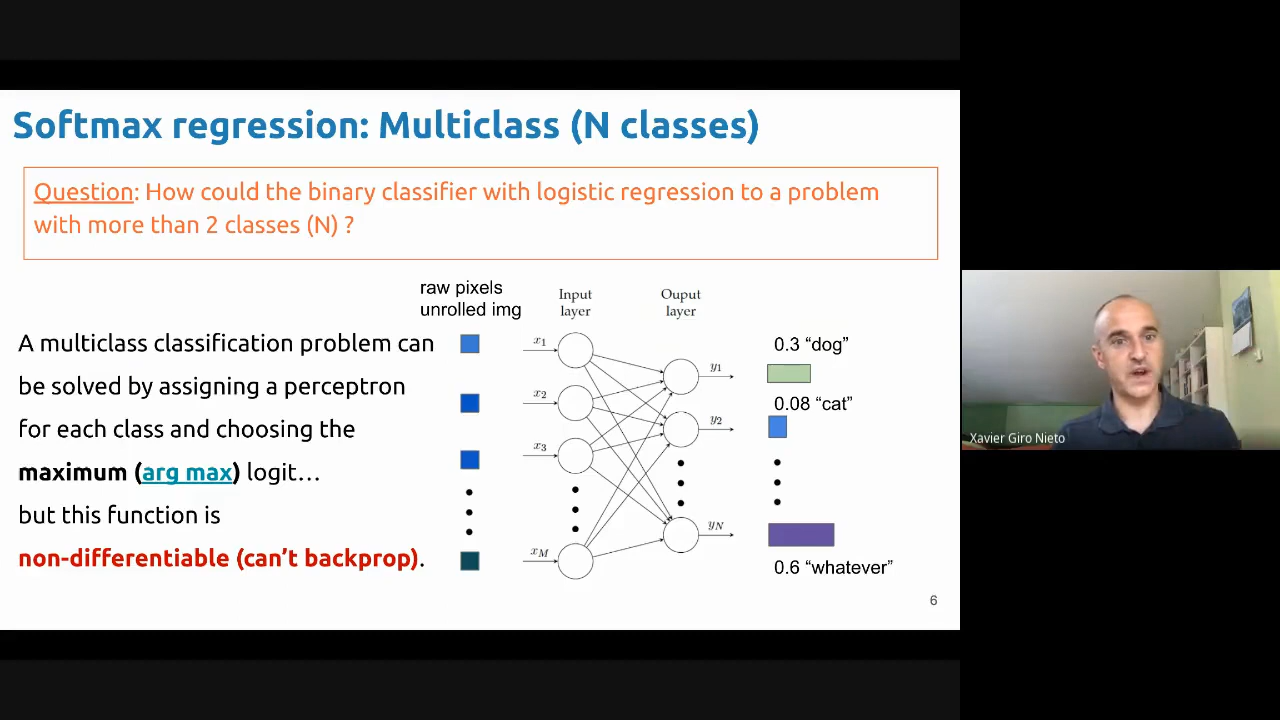 Softmax regression: Multiclass (N classes)
Question: How could the binary classifier with logistic regression to a problem
with more than 2 classes (N) ?
raw pixels
unrolled img
Input
layer
Ouput
layer
A multiclass classification problem can
be solved by assigning a perceptron
for each class and choosing the
maximum (arg max) logit…
but this function is
non-differentiable (can't backprop).
x1
x2
x3
xM
y1
y2
yN
0.3 "dog"
0.08 "cat"
0.6 "whatever"
6
Xavier Giro Nieto